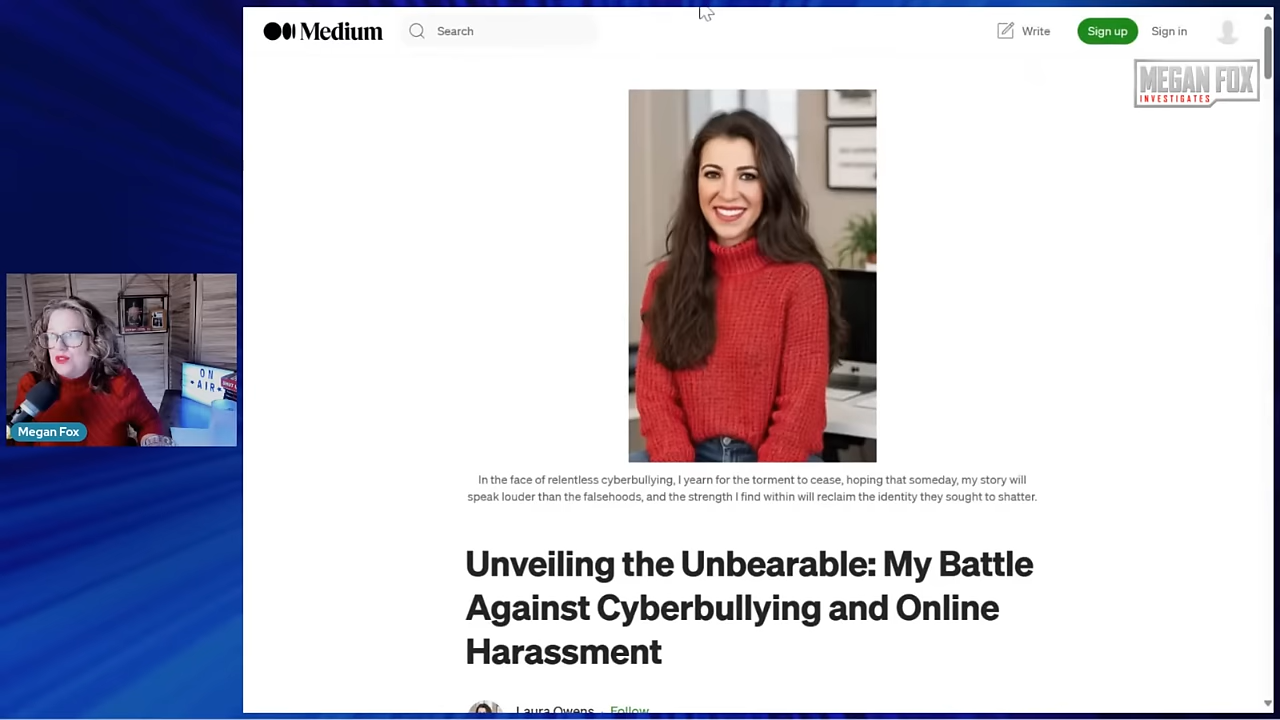 Medium
Search
Write
Sign up
Sign in
MEGAN FOX
INVESTIGATES
ON
AIR
Megan Fox
In the face of relentless cyberbullying, I yearn for the torment to cease, hoping that someday, my story will
speak louder than the falsehoods, and the strength I find within will reclaim the identity they sought to shatter.
Unveiling the Unbearable: My Battle
Against Cyberbullying and Online
Harassment
Laura Owens · Follow